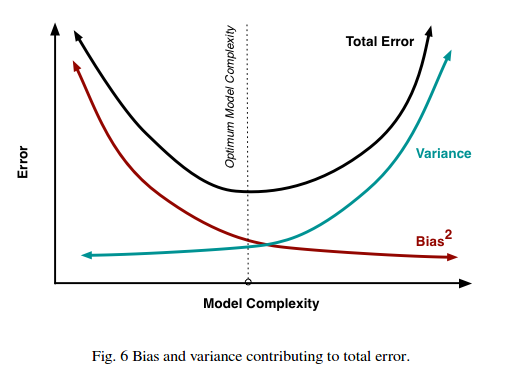 Total Error
Optimum Model Complexity
Variance
Error
Bias2
Model Complexity
Fig. 6 Bias and variance contributing to total error.